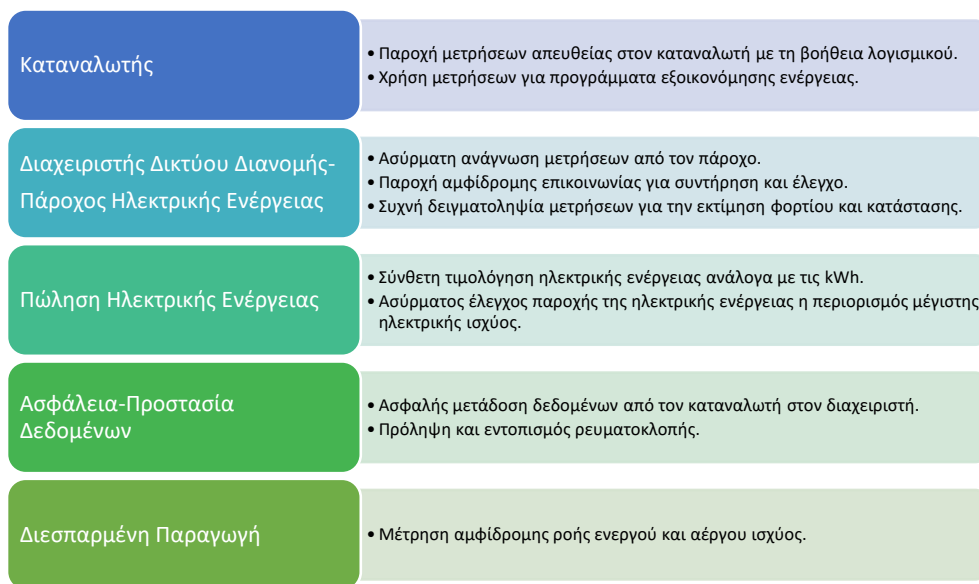 Καταναλωτής
• Παροχή μετρήσεων απευθείας στον καταναλωτή με τη βοήθεια λογισμικού.
• Χρήση μετρήσεων για προγράμματα εξοικονόμησης ενέργειας.
Διαχειριστής Δικτύου Διανομής-
Πάροχος Ηλεκτρικής Ενέργειας
• Ασύρματη ανάγνωση μετρήσεων από τον πάροχο.
• Παροχή αμφίδρομης επικοινωνίας για συντήρηση και έλεγχο.
• Συχνή δειγματοληψία μετρήσεων για την εκτίμηση φορτίου και κατάστασης.
Πώληση Ηλεκτρικής Ενέργειας
• Σύνθετη τιμολόγηση ηλεκτρικής ενέργειας ανάλογα με τις kWh.
• Ασύρματος έλεγχος παροχής της ηλεκτρικής ενέργειας η περιορισμός μέγιστης
ηλεκτρικής ισχύος.
Ασφάλεια-Προστασία
Δεδομένων
• Ασφαλής μετάδοση δεδομένων από τον καταναλωτή στον διαχειριστή.
• Πρόληψη και εντοπισμός ρευματοκλοπής.
Διεσπαρμένη Παραγωγή
• Μέτρηση αμφίδρομης ροής ενεργού και αέργου ισχύος.